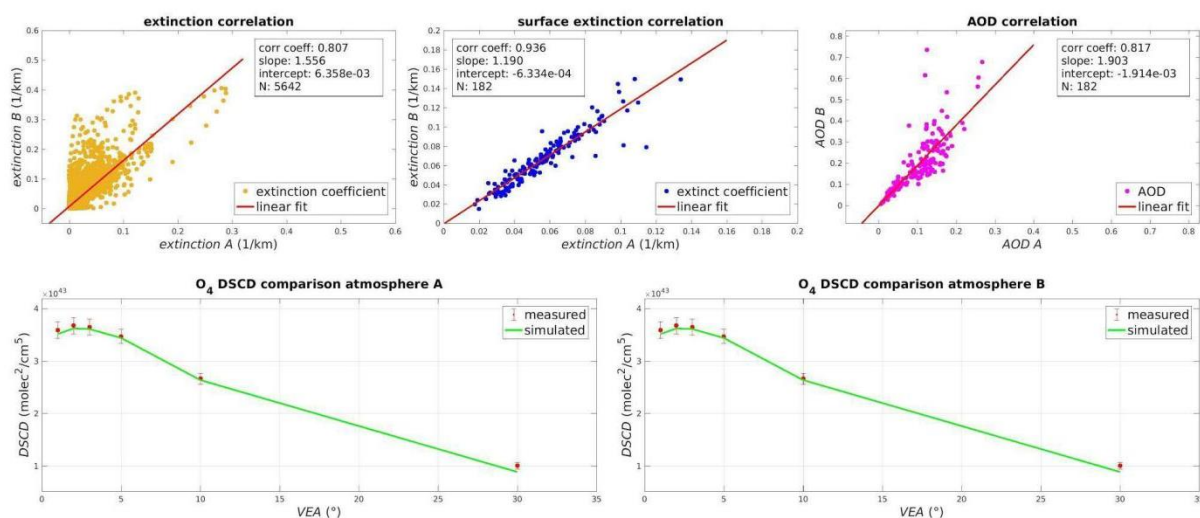 extinction correlation
corr coeff: 0.807
slope: 1.556
intercept: 6.358e-03
N: 5642
extinction B (1/km)
0.6
0.5
0.4
0.3
0.2
0.1
0
extinction coefficient
linear fit
0 0.1 0.2 0.3 0.4 0.5 0.6
extinction A (1/km)
surface extinction correlation
corr coeff: 0.936
slope: 1.190
intercept: -6.334e-04
N: 182
extinction B (1/km)
0.2
0.18
0.16
0.14
0.12
0.1
0.08
0.06
0.04
0.02
0
extinct coefficient
linear fit
0 0.02 0.04 0.06 0.08 0.1 0.12 0.14 0.16 0.18 0.2
extinction A (1/km)
AOD correlation
corr coeff: 0.817
slope: 1.903
intercept: -1.914e-03
N: 182
AOD B
0.8
0.7
0.6
0.5
0.4
0.3
0.2
0.1
0
AOD
linear fit
0 0.1 0.2 0.3 0.4 0.5 0.6 0.7 0.8
AOD A
O₄ DSCD comparison atmosphere A
×10⁴³
DSCD (molec²/cm⁵)
4
3
2
1
measured
simulated
0 5 10 15 20 25 30 35
VEA (°)
O₄ DSCD comparison atmosphere B
×10⁴³
DSCD (molec²/cm⁵)
4
3
2
1
measured
simulated
0 5 10 15 20 25 30 35
VEA (°)